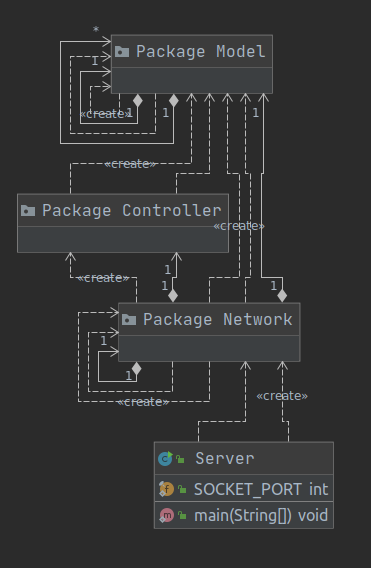 *
Package Model
1
«create»
1
1
1
«create»
Package Controller
«create»
1
«create»
1
1
Package Network
1
1
«create»
«create»
Server
SOCKET_PORT int
main(String[]) void